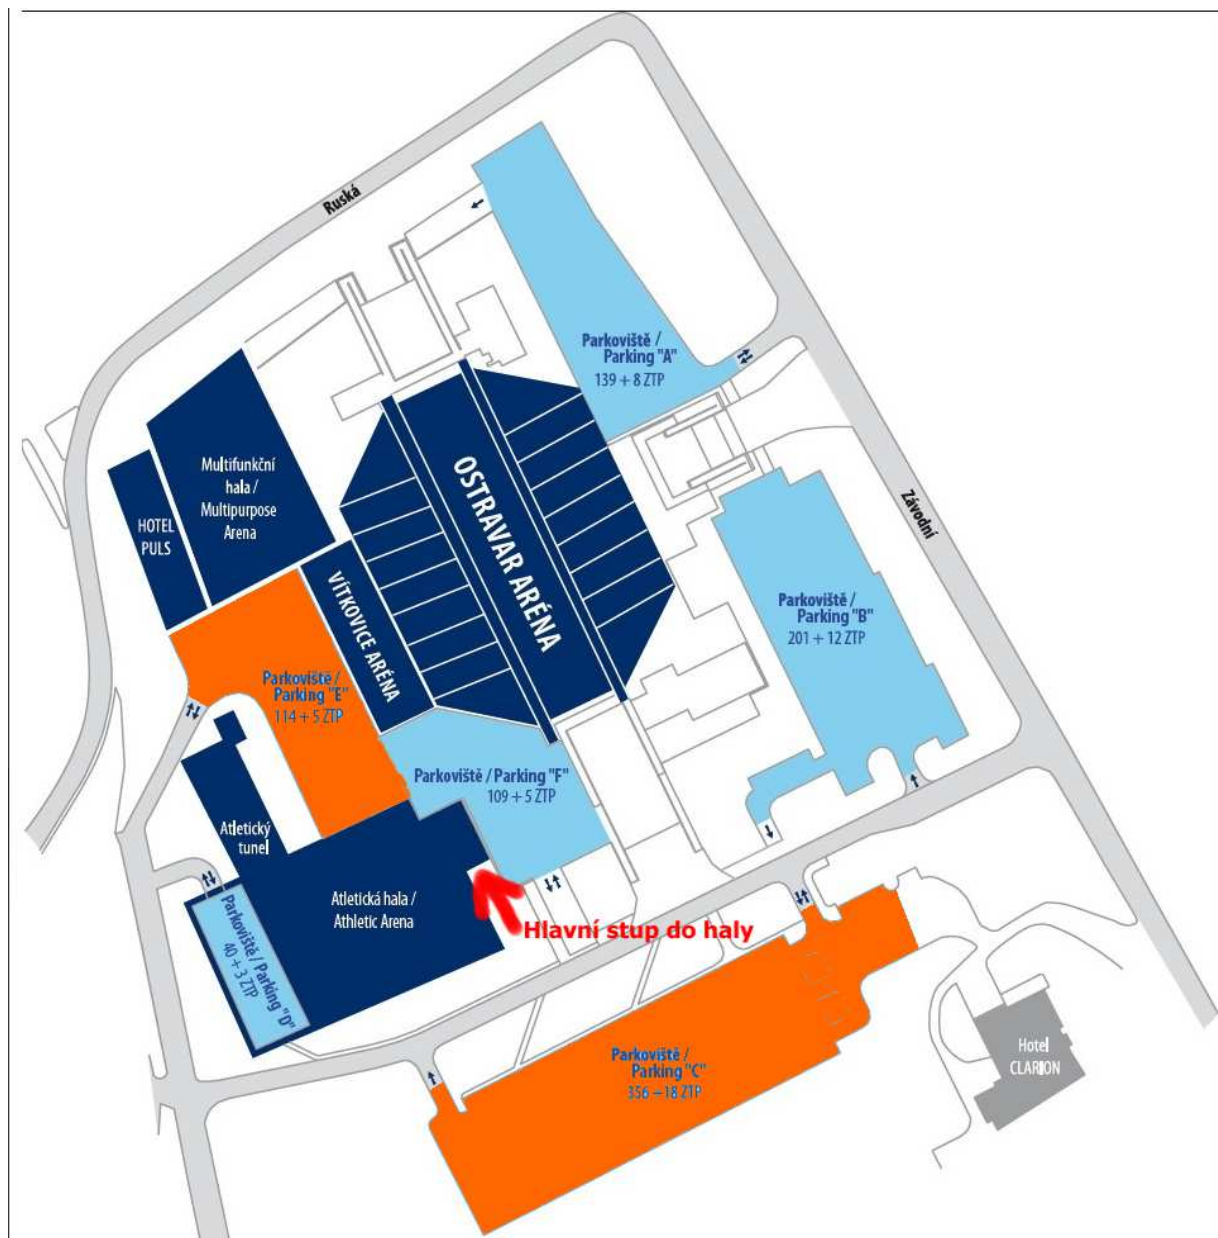 Ruská
Parkoviště /
Parking "A"
139 + 8 ZTP
Multifunkční
hala /
Multipurpose
Arena
HOTEL
PULS
OSTRAVAR ARÉNA
VÍTKOVICE ARÉNA
Závodní
Parkoviště /
Parking "B"
201 + 12 ZTP
Parkoviště /
Parking "E"
114 + 5 ZTP
Parkoviště / Parking "F"
109 + 5 ZTP
Atletický
tunel
Atletická hala /
Athletic Arena
Hlavní stup do haly
Parkoviště / Parking "D"
40 + 3 ZTP
Parkoviště /
Parking "C"
356 – 18 ZTP
Hotel
CLARION